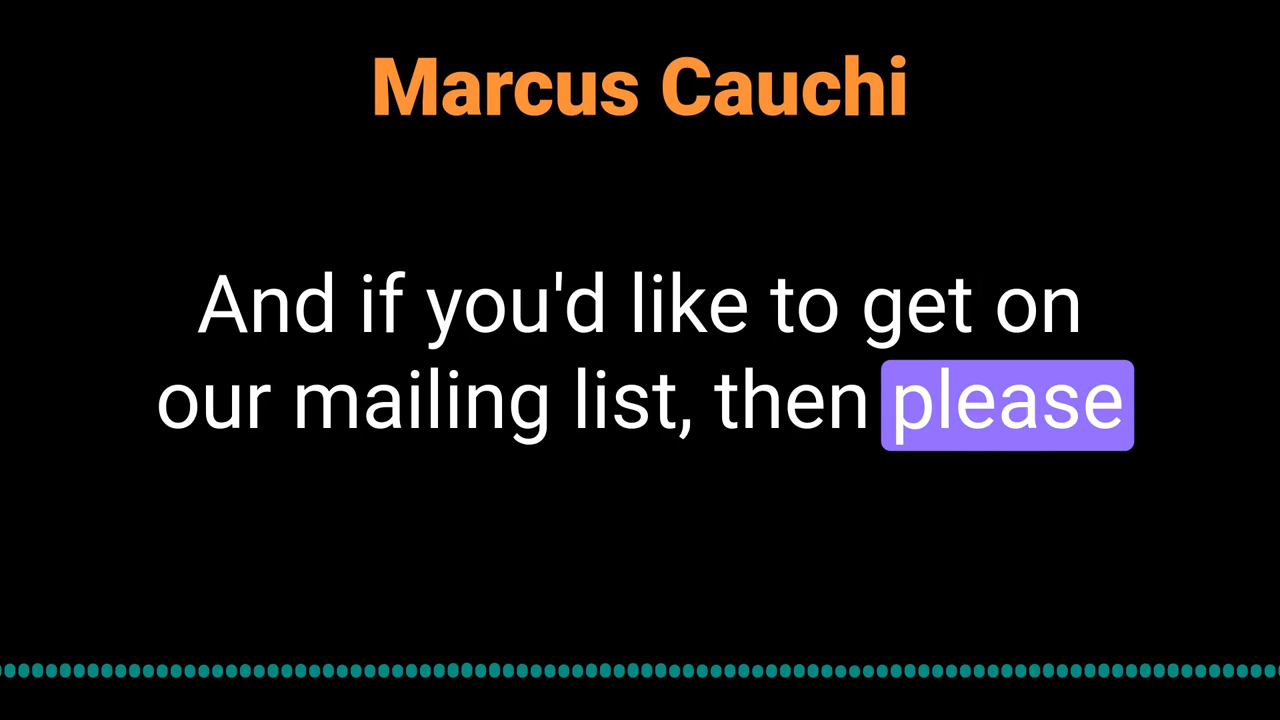 Marcus Cauchi
And if you'd like to get on
our mailing list, then please